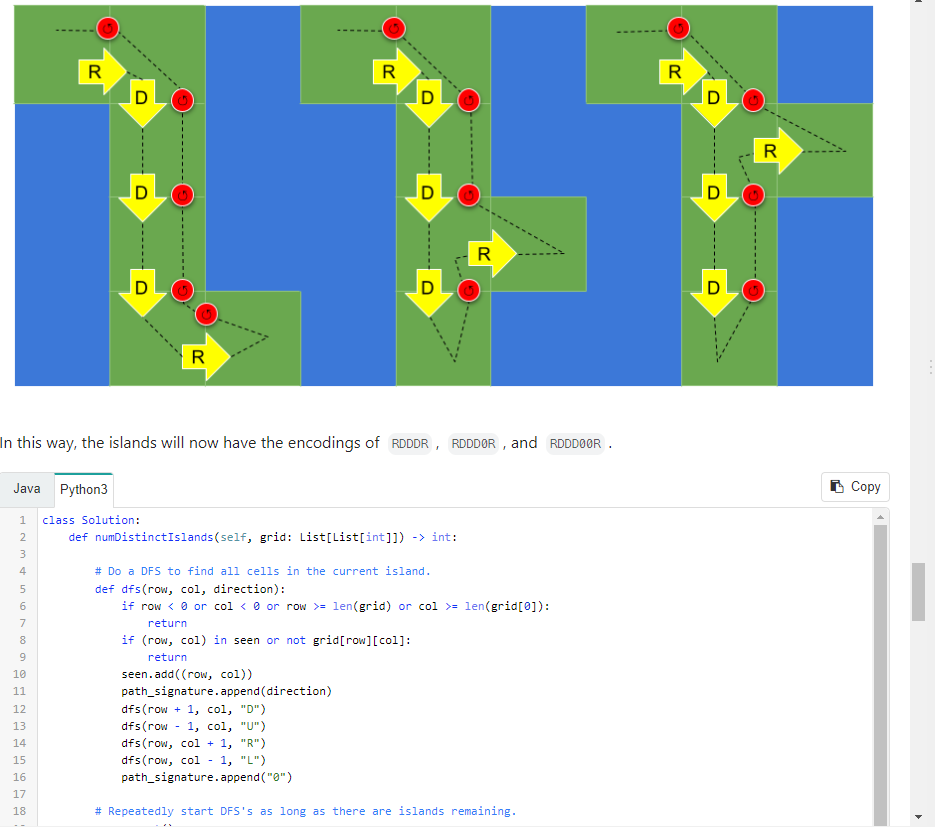 R R R
D D D
R
D D D
R
D D D
R
In this way, the islands will now have the encodings of RDDDR , RDDD0R , and RDDD00R .
Java Python3 Copy
1 class Solution:
2 def numDistinctIslands(self, grid: List[List[int]]) -> int:
3
4 # Do a DFS to find all cells in the current island.
5 def dfs(row, col, direction):
6 if row < 0 or col < 0 or row >= len(grid) or col >= len(grid[0]):
7 return
8 if (row, col) in seen or not grid[row][col]:
9 return
10 seen.add((row, col))
11 path_signature.append(direction)
12 dfs(row + 1, col, "D")
13 dfs(row - 1, col, "U")
14 dfs(row, col + 1, "R")
15 dfs(row, col - 1, "L")
16 path_signature.append("0")
17
18 # Repeatedly start DFS's as long as there are islands remaining.